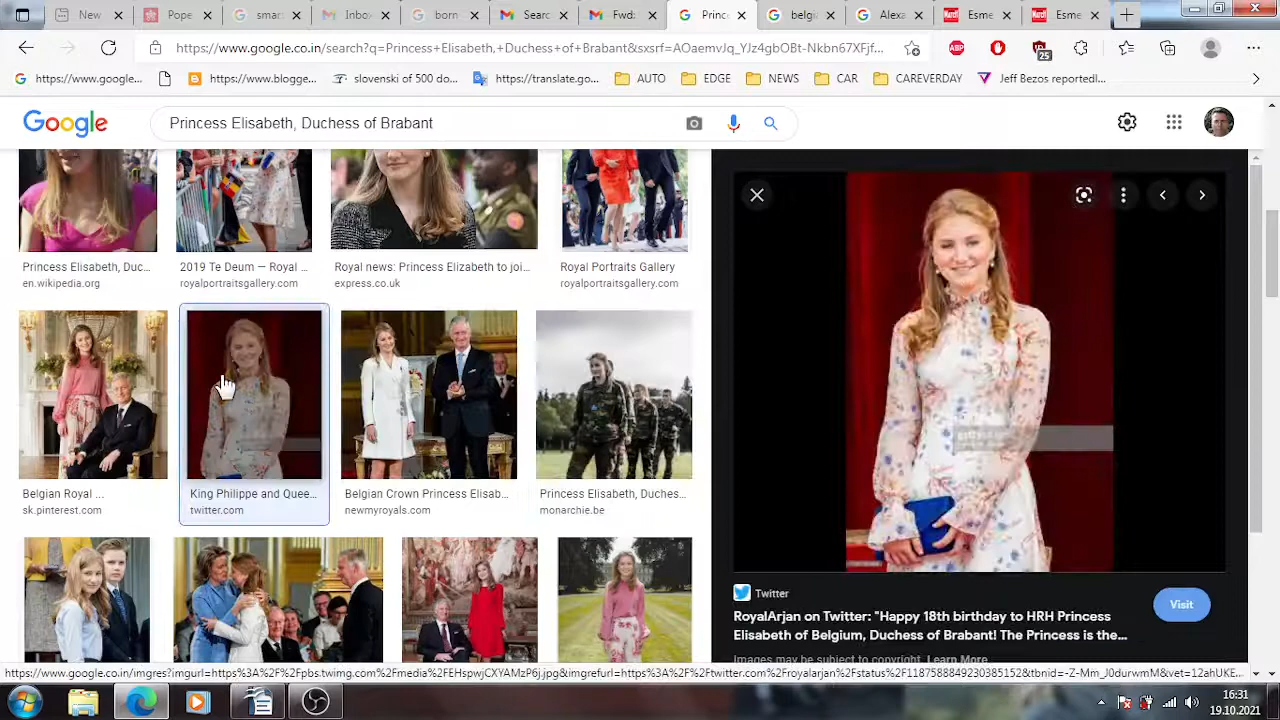 New
Pope
smar
Inbo
born
Searc
Fwd:
Princ
belgi
Alexa
Esme
Esme
https://www.google.co.in/search?q=Princess+Elisabeth,+Duchess+of+Brabant&sxsrf=AOaemvJq_YJz4gbOBt-Nkbn67XFjf...
ABP
25
https://www.google...
https://www.blogge...
slovenski of 500 do...
https://translate.go...
AUTO
EDGE
NEWS
CAR
CAREVERDAY
Jeff Bezos reportedl...
Google
Princess Elisabeth, Duchess of Brabant
Princess Elisabeth, Duc...
2019 Te Deum — Royal ...
Royal news: Princess Elizabeth to joi...
Royal Portraits Gallery
en.wikipedia.org
royalportraitsgallery.com
express.co.uk
royalportraitsgallery.com
Belgian Royal ...
King Philippe and Quee...
Belgian Crown Princess Elisab...
Princess Elisabeth, Duches...
sk.pinterest.com
twitter.com
newmyroyals.com
monarchie.be
Twitter
RoyalArjan on Twitter: "Happy 18th birthday to HRH Princess
Elisabeth of Belgium, Duchess of Brabant! The Princess is the...
Visit
Images may be subject to copyright. Learn More
https://www.google.co.in/imgres?imgurl=https%3A%2F%2Fpbs.twimg.com%2Fmedia%2FEHspwjCXYAMzP6j.jpg&imgrefurl=https%3A%2F%2Ftwitter.com%2Froyalarjan%2Fstatus%2F1187588849230385152&tbnid=-Z-Mm_J0durwmM&vet=12ahUKE...
16:31
19.10.2021